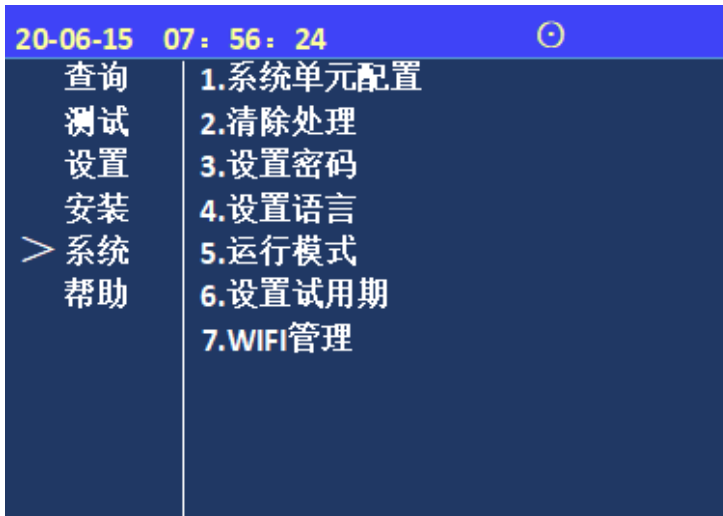 20-06-15 07：56：24
查询
测试
设置
安装
＞ 系统
帮助
1.系统单元配置
2.清除处理
3.设置密码
4.设置语言
5.运行模式
6.设置试用期
7.WIFI管理